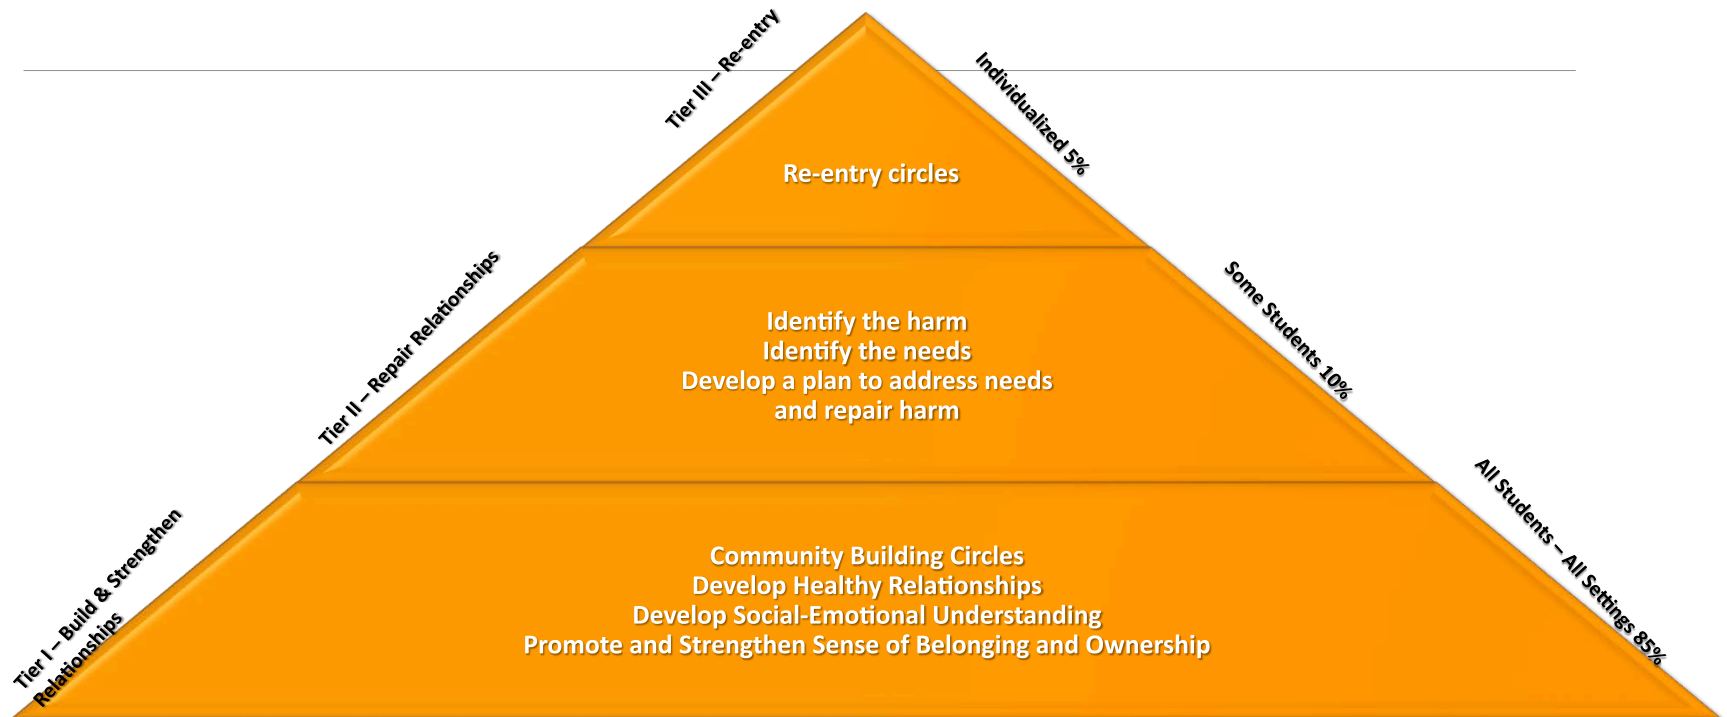 Tier III – Re-entry
Individualized 5%
Re-entry circles
Tier II – Repair Relationships
Some Students 10%
Identify the harm
Identify the needs
Develop a plan to address needs
and repair harm
Tier I – Build & Strengthen
Relationships
All Students – All Settings 85%
Community Building Circles
Develop Healthy Relationships
Develop Social-Emotional Understanding
Promote and Strengthen Sense of Belonging and Ownership